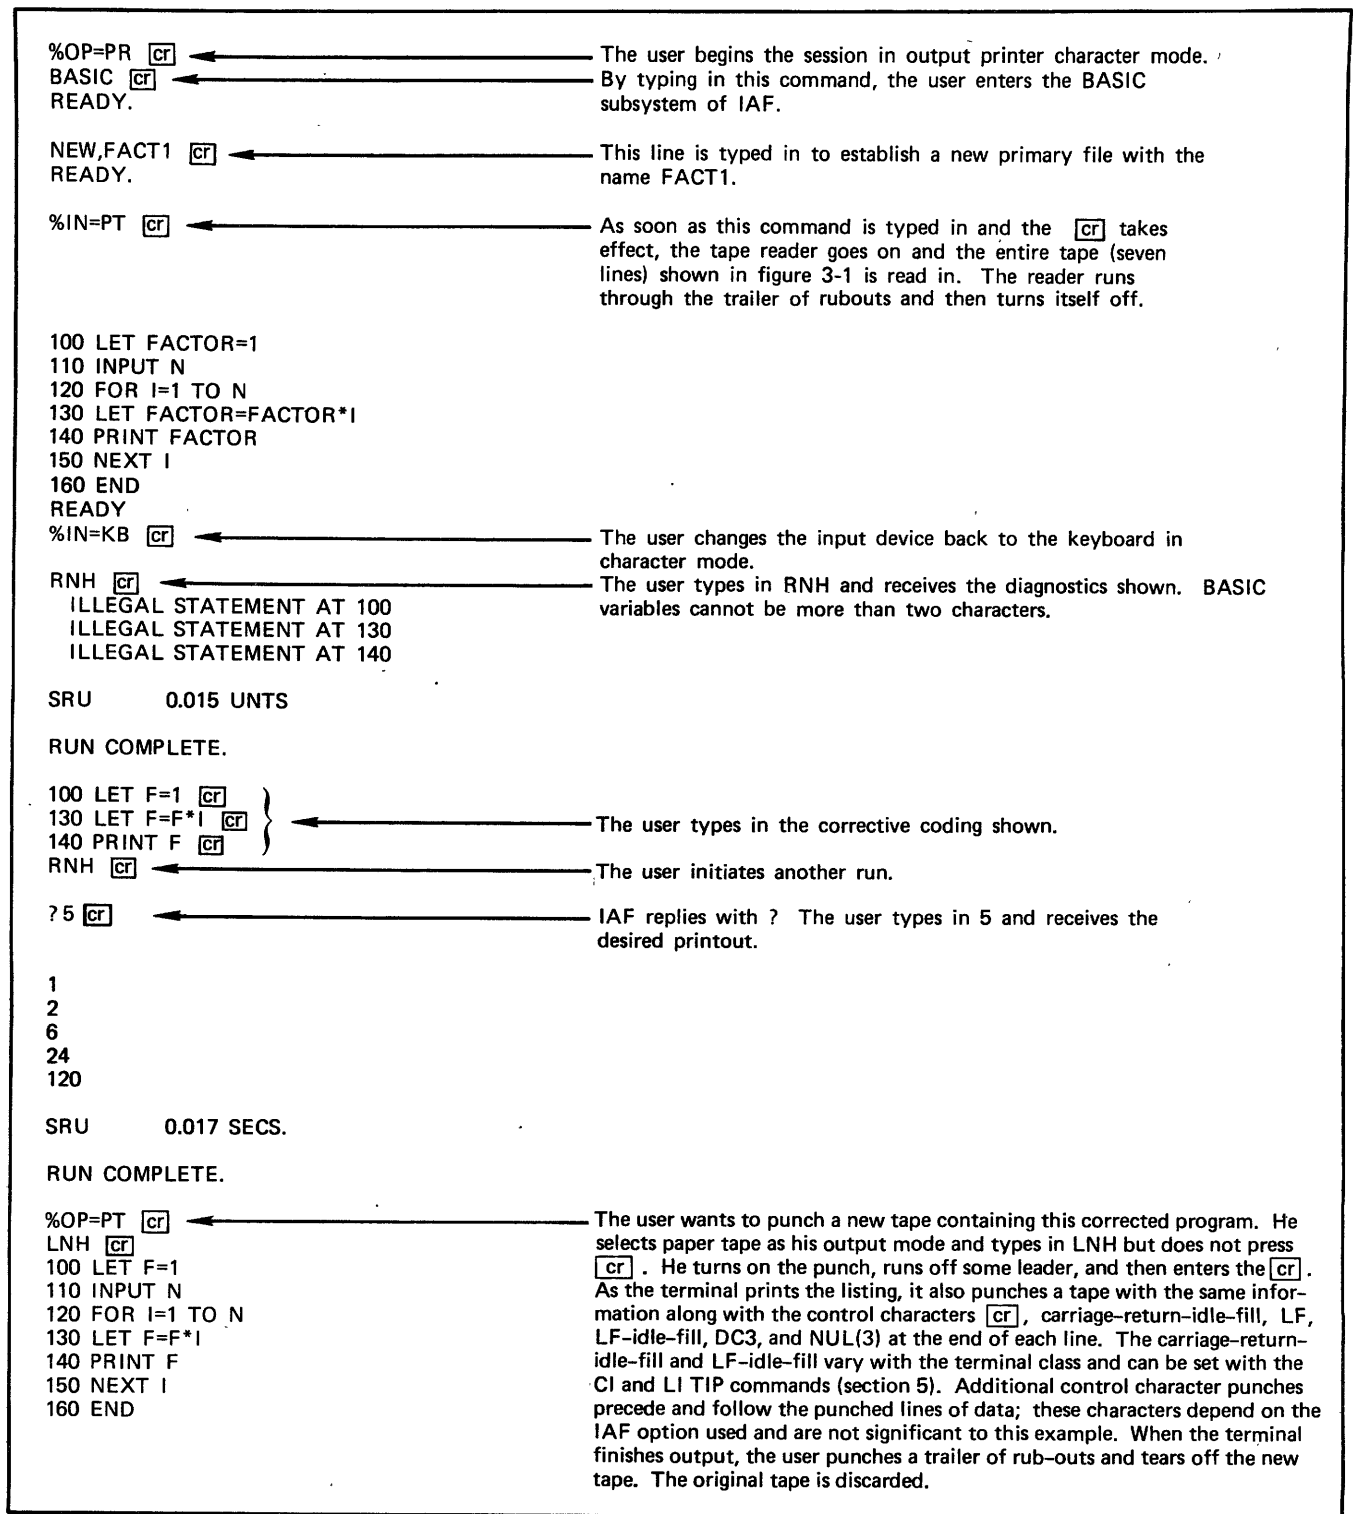 %OP=PR cr
The user begins the session in output printer character mode.
BASIC cr
By typing in this command, the user enters the BASIC
READY.
subsystem of IAF.
NEW,FACT1 cr
This line is typed in to establish a new primary file with the
READY.
name FACT1.
%IN=PT cr
As soon as this command is typed in and the cr takes
effect, the tape reader goes on and the entire tape (seven
lines) shown in figure 3-1 is read in. The reader runs
through the trailer of rubouts and then turns itself off.
100 LET FACTOR=1
110 INPUT N
120 FOR I=1 TO N
130 LET FACTOR=FACTOR*I
140 PRINT FACTOR
150 NEXT I
160 END
READY
%IN=KB cr
The user changes the input device back to the keyboard in
character mode.
RNH cr
The user types in RNH and receives the diagnostics shown. BASIC
ILLEGAL STATEMENT AT 100
variables cannot be more than two characters.
ILLEGAL STATEMENT AT 130
ILLEGAL STATEMENT AT 140
SRU 0.015 UNTS
RUN COMPLETE.
100 LET F=1 cr
130 LET F=F*I cr
The user types in the corrective coding shown.
140 PRINT F cr
RNH cr
The user initiates another run.
? 5 cr
IAF replies with ? The user types in 5 and receives the
desired printout.
1
2
6
24
120
SRU 0.017 SECS.
RUN COMPLETE.
%OP=PT cr
The user wants to punch a new tape containing this corrected program. He
LNH cr
selects paper tape as his output mode and types in LNH but does not press
100 LET F=1
cr . He turns on the punch, runs off some leader, and then enters the cr .
110 INPUT N
As the terminal prints the listing, it also punches a tape with the same infor-
120 FOR I=1 TO N
mation along with the control characters cr , carriage-return-idle-fill, LF,
130 LET F=F*I
LF-idle-fill, DC3, and NUL(3) at the end of each line. The carriage-return-
140 PRINT F
idle-fill and LF-idle-fill vary with the terminal class and can be set with the
150 NEXT I
CI and LI TIP commands (section 5). Additional control character punches
160 END
precede and follow the punched lines of data; these characters depend on the
IAF option used and are not significant to this example. When the terminal
finishes output, the user punches a trailer of rub-outs and tears off the new
tape. The original tape is discarded.